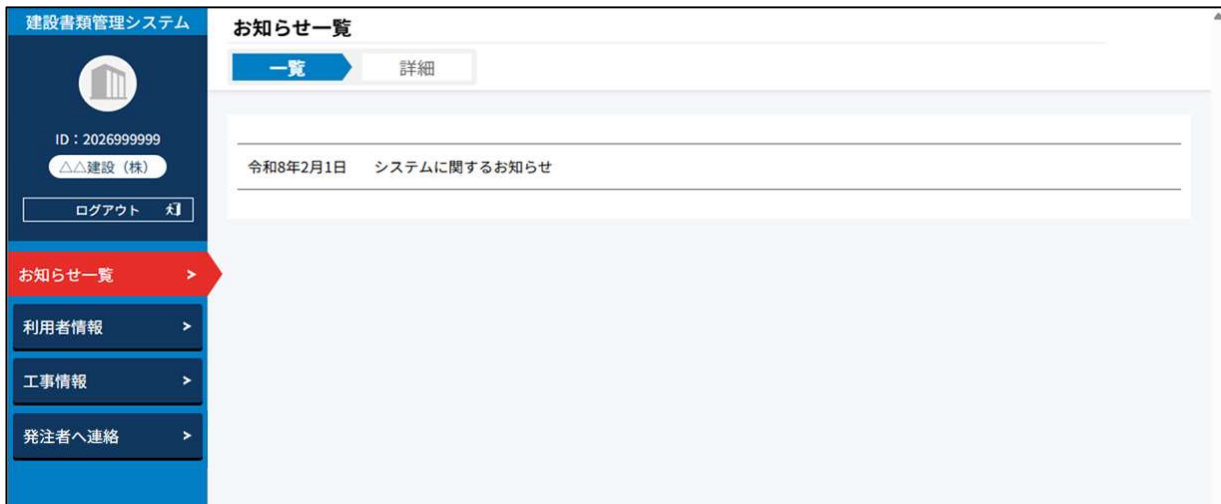 建設書類管理システム
ID：2026999999
△△建設（株）
ログアウト
お知らせ一覧 >
利用者情報 >
工事情報 >
発注者へ連絡 >
お知らせ一覧
一覧 詳細
令和8年2月1日 システムに関するお知らせ